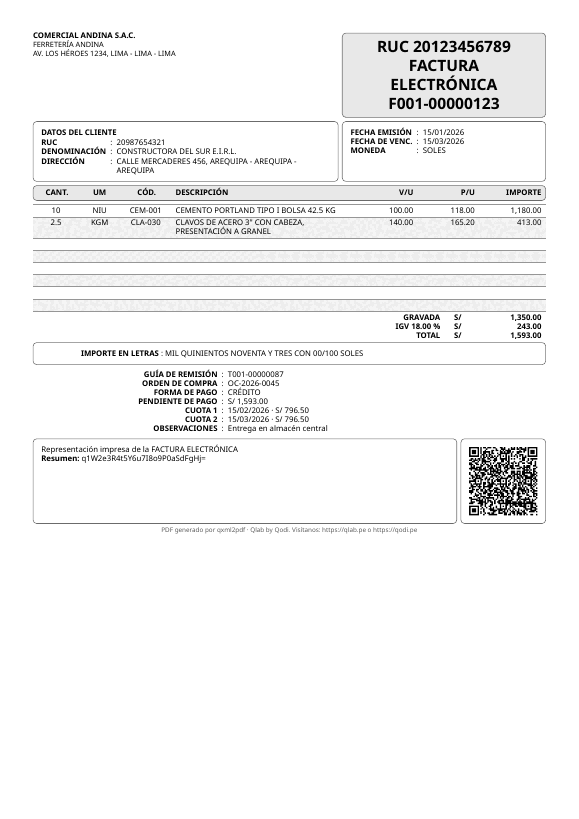 COMERCIAL ANDINA S.A.C.
FERRETERÍA ANDINA
AV. LOS HÉROES 1234, LIMA - LIMA - LIMA
RUC 20123456789
FACTURA
ELECTRÓNICA
F001-00000123
DATOS DEL CLIENTE
RUC : 20987654321
DENOMINACIÓN : CONSTRUCTORA DEL SUR E.I.R.L.
DIRECCIÓN : CALLE MERCADERES 456, AREQUIPA - AREQUIPA -
AREQUIPA
FECHA EMISIÓN : 15/01/2026
FECHA DE VENC. : 15/03/2026
MONEDA : SOLES
CANT. UM CÓD. DESCRIPCIÓN V/U P/U IMPORTE
10 NIU CEM-001 CEMENTO PORTLAND TIPO I BOLSA 42.5 KG 100.00 118.00 1,180.00
2.5 KGM CLA-030 CLAVOS DE ACERO 3" CON CABEZA, 140.00 165.20 413.00
PRESENTACIÓN A GRANEL
GRAVADA S/ 1,350.00
IGV 18.00 % S/ 243.00
TOTAL S/ 1,593.00
IMPORTE EN LETRAS : MIL QUINIENTOS NOVENTA Y TRES CON 00/100 SOLES
GUÍA DE REMISIÓN : T001-00000087
ORDEN DE COMPRA : OC-2026-0045
FORMA DE PAGO : CRÉDITO
PENDIENTE DE PAGO : S/ 1,593.00
CUOTA 1 : 15/02/2026 · S/ 796.50
CUOTA 2 : 15/03/2026 · S/ 796.50
OBSERVACIONES : Entrega en almacén central
Representación impresa de la FACTURA ELECTRÓNICA
Resumen: q1W2e3R4t5Y6u7I8o9P0aSdFgHj=
PDF generado por qxml2pdf · Qlab by Qodi. Visítanos: https://qlab.pe o https://qodi.pe